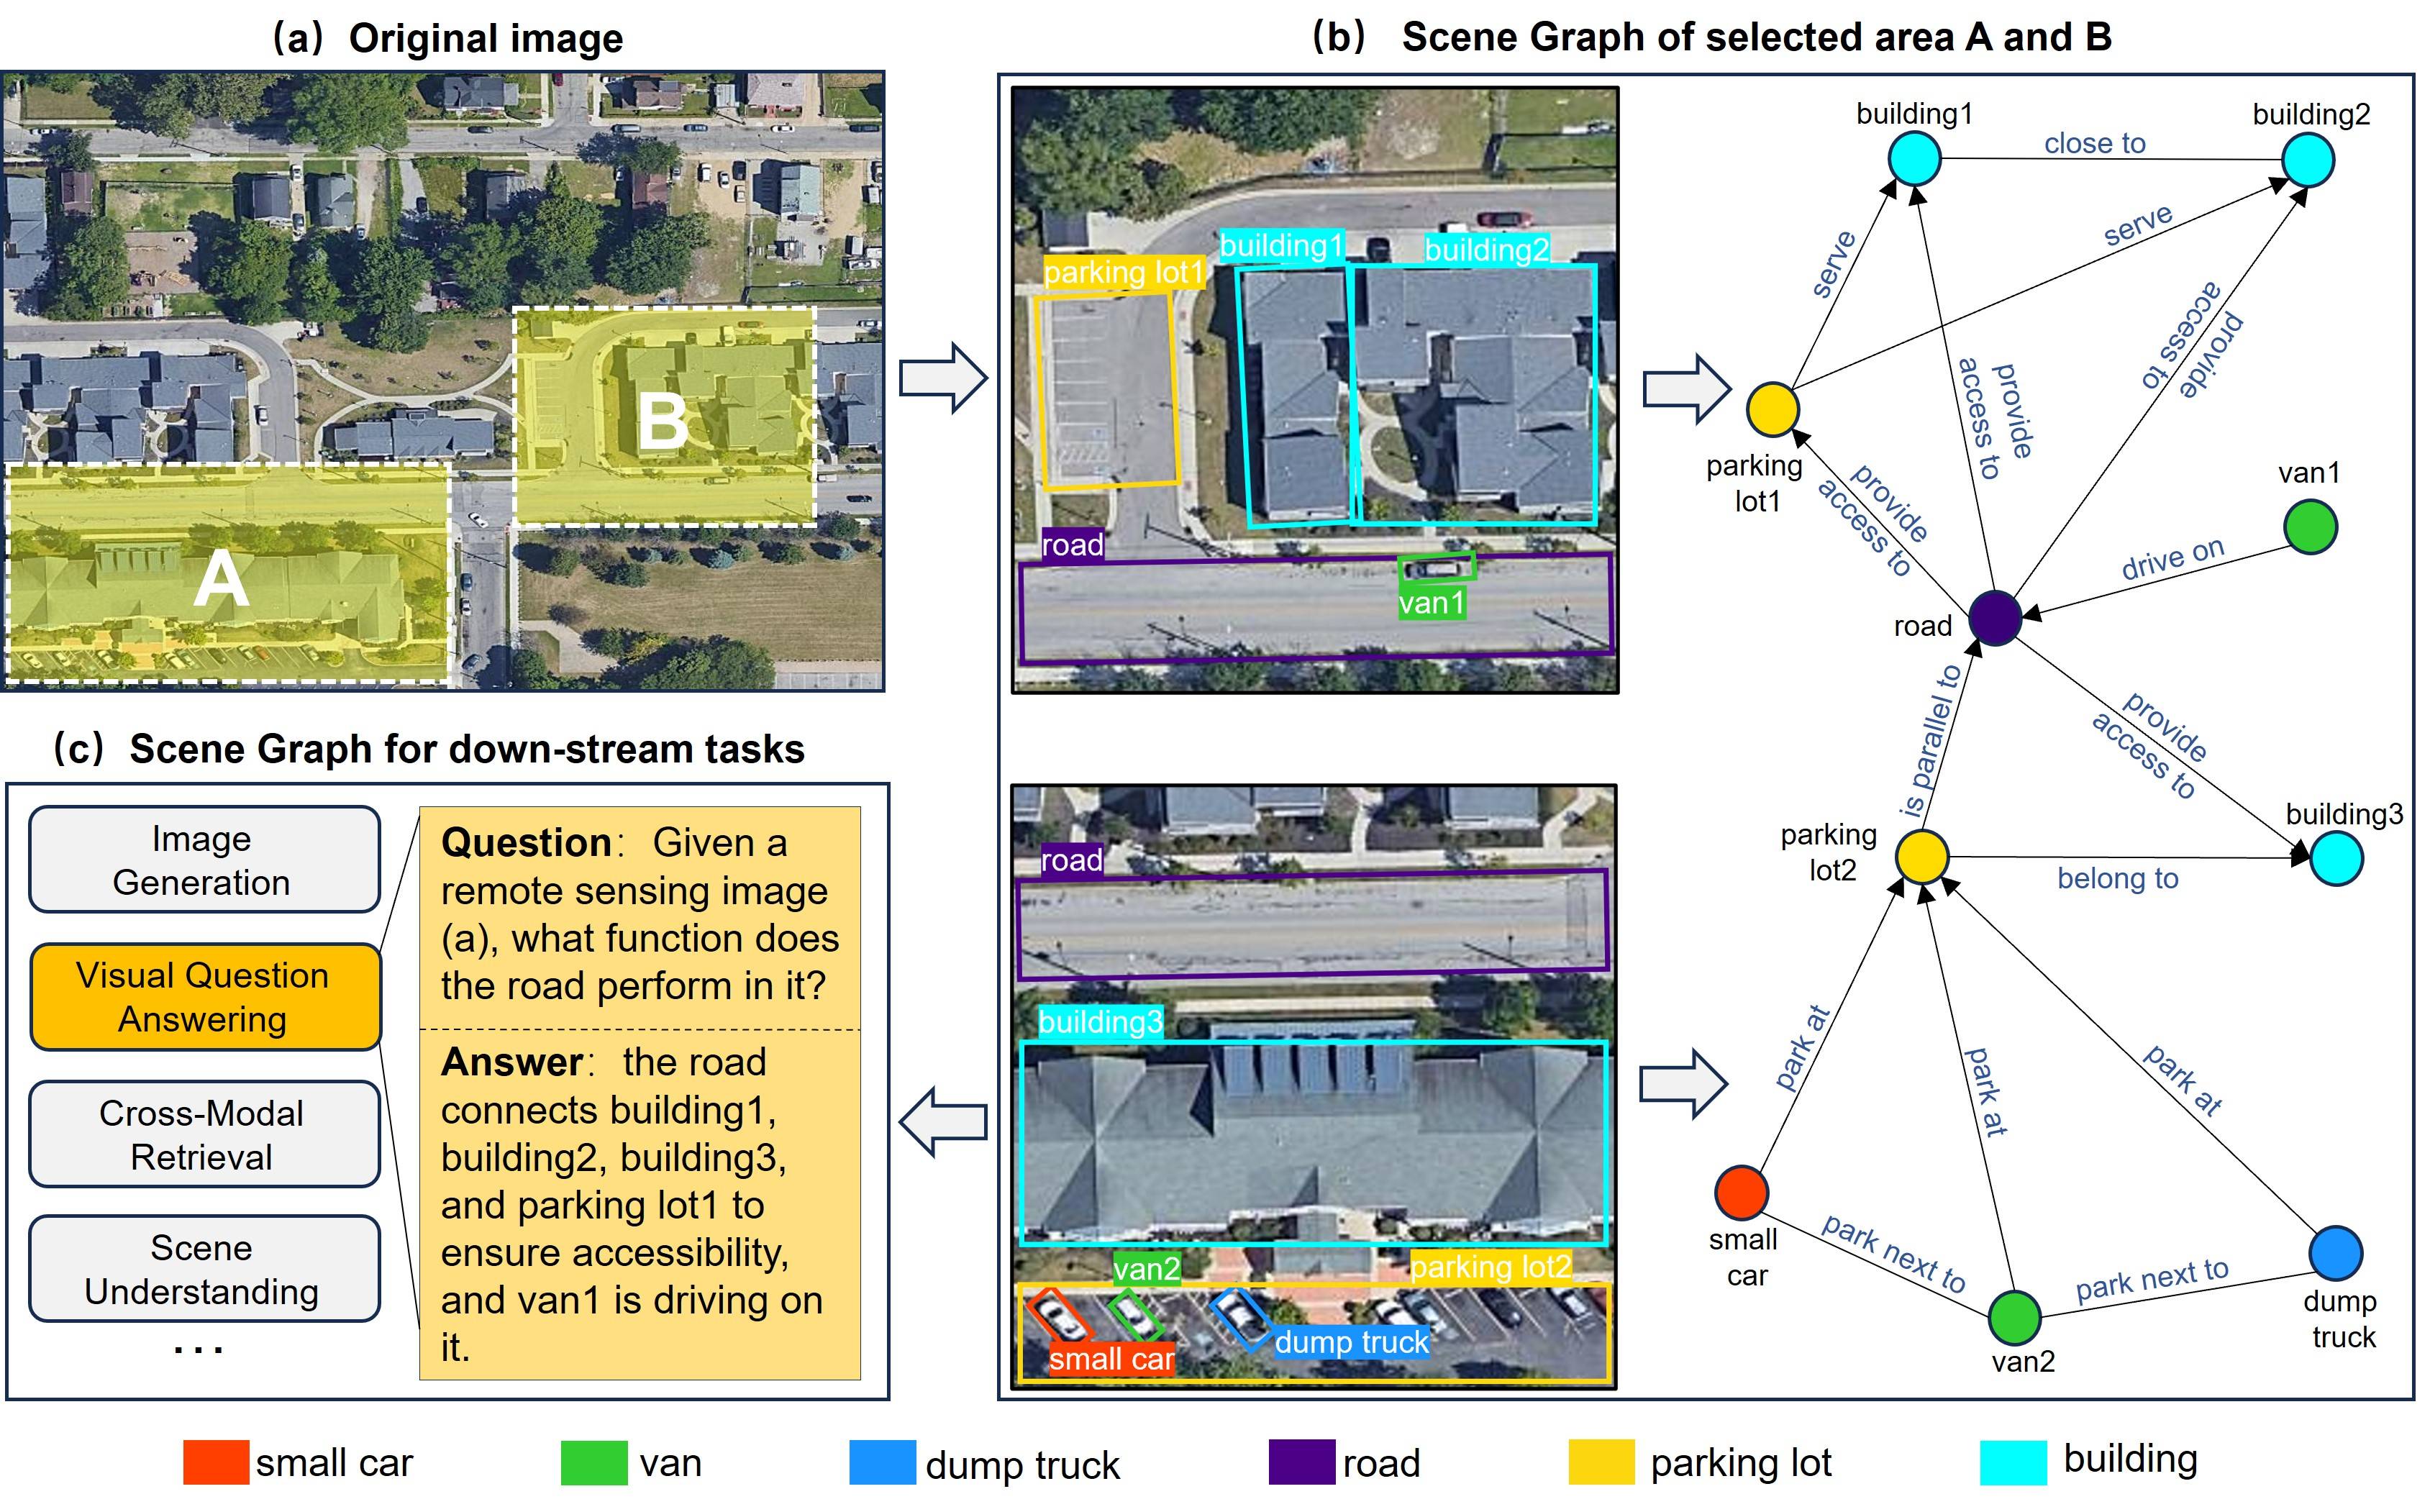 (a) Original image
A
B
(b) Scene Graph of selected area A and B
parking lot1
building1
building2
road
van1
road
building3
van2
parking lot2
small car
dump truck
building1
building2
close to
serve
serve
provide
access to
provide
access to
parking
lot1
provide
access to
van1
drive on
road
is parallel to
provide
access to
parking
lot2
building3
belong to
park at
park at
park at
small
car
park next to
park next to
van2
dump
truck
(c) Scene Graph for down-stream tasks
Image
Generation
Visual Question
Answering
Cross-Modal
Retrieval
Scene
Understanding
...
Question: Given a
remote sensing image
(a), what function does
the road perform in it?
Answer: the road
connects building1,
building2, building3,
and parking lot1 to
ensure accessibility,
and van1 is driving on
it.
small car
van
dump truck
road
parking lot
building